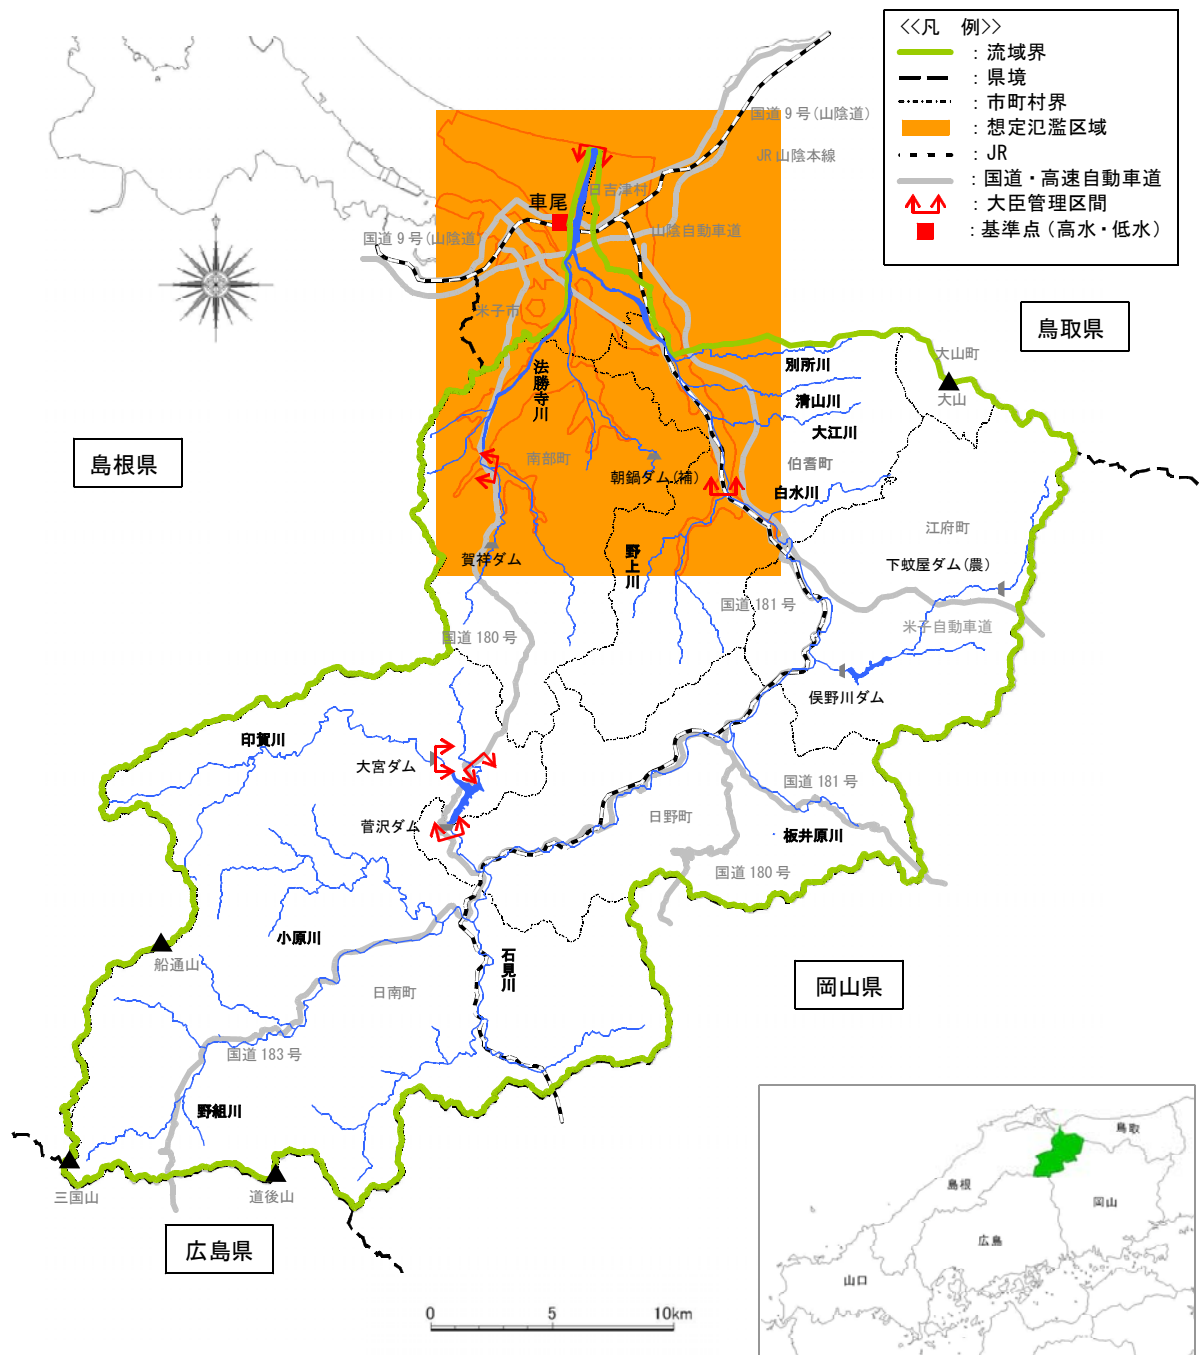 <<凡　例>>
：流域界
：県境
：市町村界
：想定氾濫区域
：JR
：国道・高速自動車道
：大臣管理区間
：基準点（高水・低水）
国道9号(山陰道)
JR山陰本線
日吉津村
車尾
国道9号(山陰道)
山陰自動車道
米子市
鳥取県
大山町
大山
別所川
清山川
大江川
法勝寺川
島根県
南部町
朝鍋ダム(補)
伯耆町
白水川
江府町
賀祥ダム
野上川
下蚊屋ダム(農)
国道181号
米子自動車道
国道180号
俣野川ダム
印賀川
大宮ダム
国道181号
菅沢ダム
日野町
板井原川
国道180号
小原川
石見川
船通山
日南町
岡山県
国道183号
野組川
三国山
道後山
広島県
鳥取
島根
岡山
広島
山口
0 5 10km